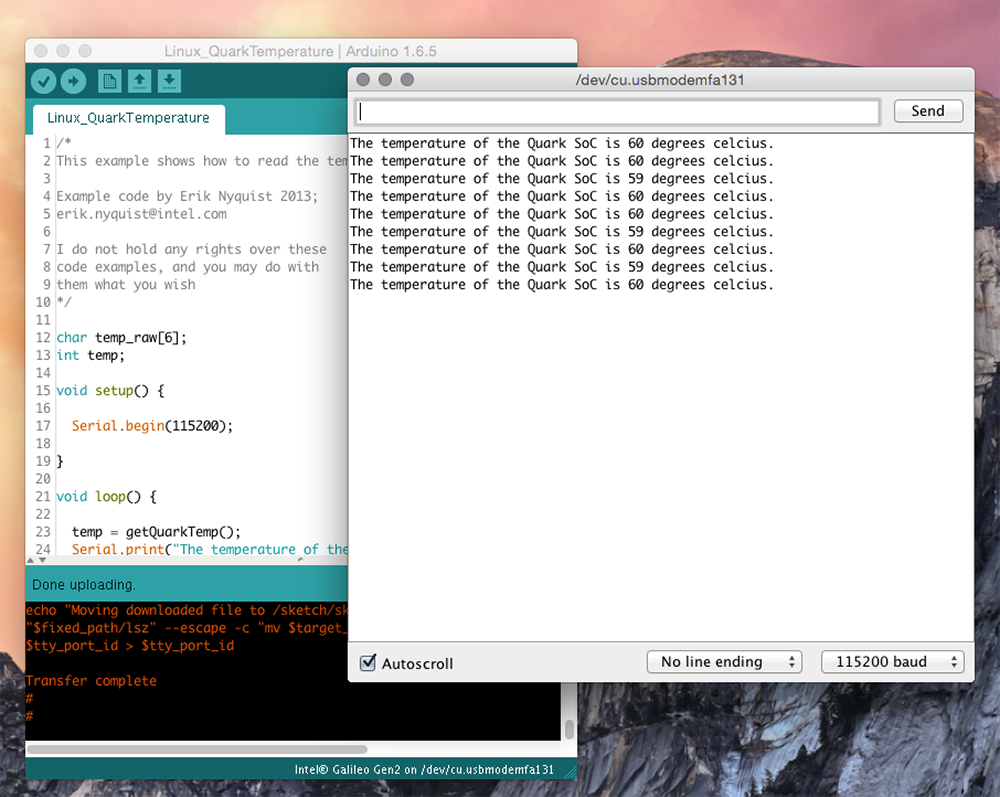 Linux_QuarkTemperature | Arduino 1.6.5
Linux_QuarkTemperature
1 /*
2 This example shows how to read the tem
3
4 Example code by Erik Nyquist 2013;
5 erik.nyquist@intel.com
6
7 I do not hold any rights over these
8 code examples, and you may do with
9 them what you wish
10 */
11
12 char temp_raw[6];
13 int temp;
14
15 void setup() {
16
17 Serial.begin(115200);
18
19 }
20
21 void loop() {
22
23 temp = getQuarkTemp();
24 Serial.print("The temperature of the
Done uploading.
echo "Moving downloaded file to /sketch/sk
"$fixed_path/lsz" --escape -c "mv $target_
$tty_port_id > $tty_port_id
Transfer complete
#
#
Intel® Galileo Gen2 on /dev/cu.usbmodemfa131
/dev/cu.usbmodemfa131
Send
The temperature of the Quark SoC is 60 degrees celcius.
The temperature of the Quark SoC is 60 degrees celcius.
The temperature of the Quark SoC is 59 degrees celcius.
The temperature of the Quark SoC is 60 degrees celcius.
The temperature of the Quark SoC is 60 degrees celcius.
The temperature of the Quark SoC is 59 degrees celcius.
The temperature of the Quark SoC is 60 degrees celcius.
The temperature of the Quark SoC is 59 degrees celcius.
The temperature of the Quark SoC is 60 degrees celcius.
Autoscroll
No line ending
115200 baud